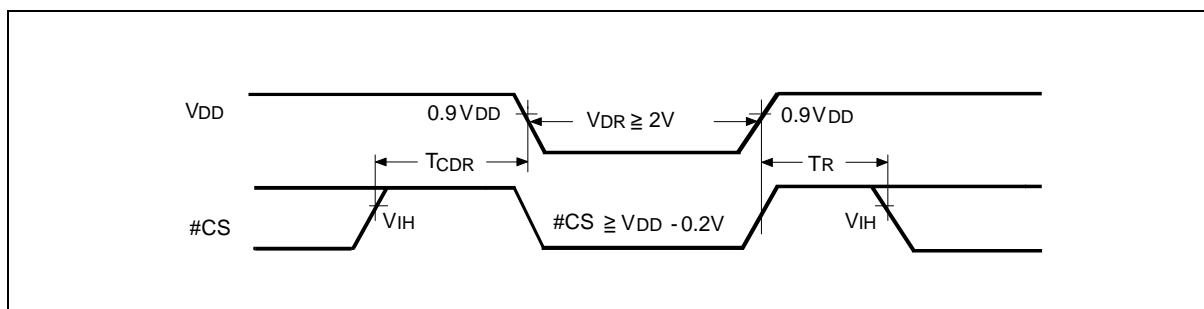 VDD
0.9VDD
VDR ≧ 2V
0.9VDD
TCDR
TR
#CS
VIH
#CS ≧ VDD - 0.2V
VIH